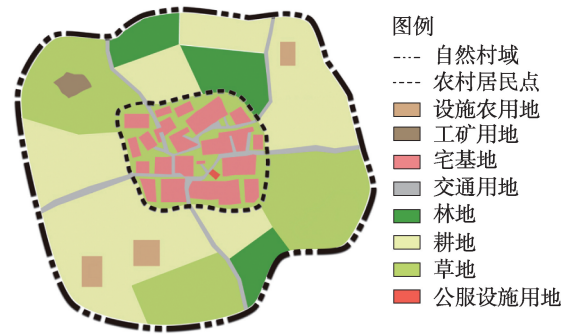 图例
自然村域
农村居民点
设施农用地
工矿用地
宅基地
交通用地
林地
耕地
草地
公服设施用地